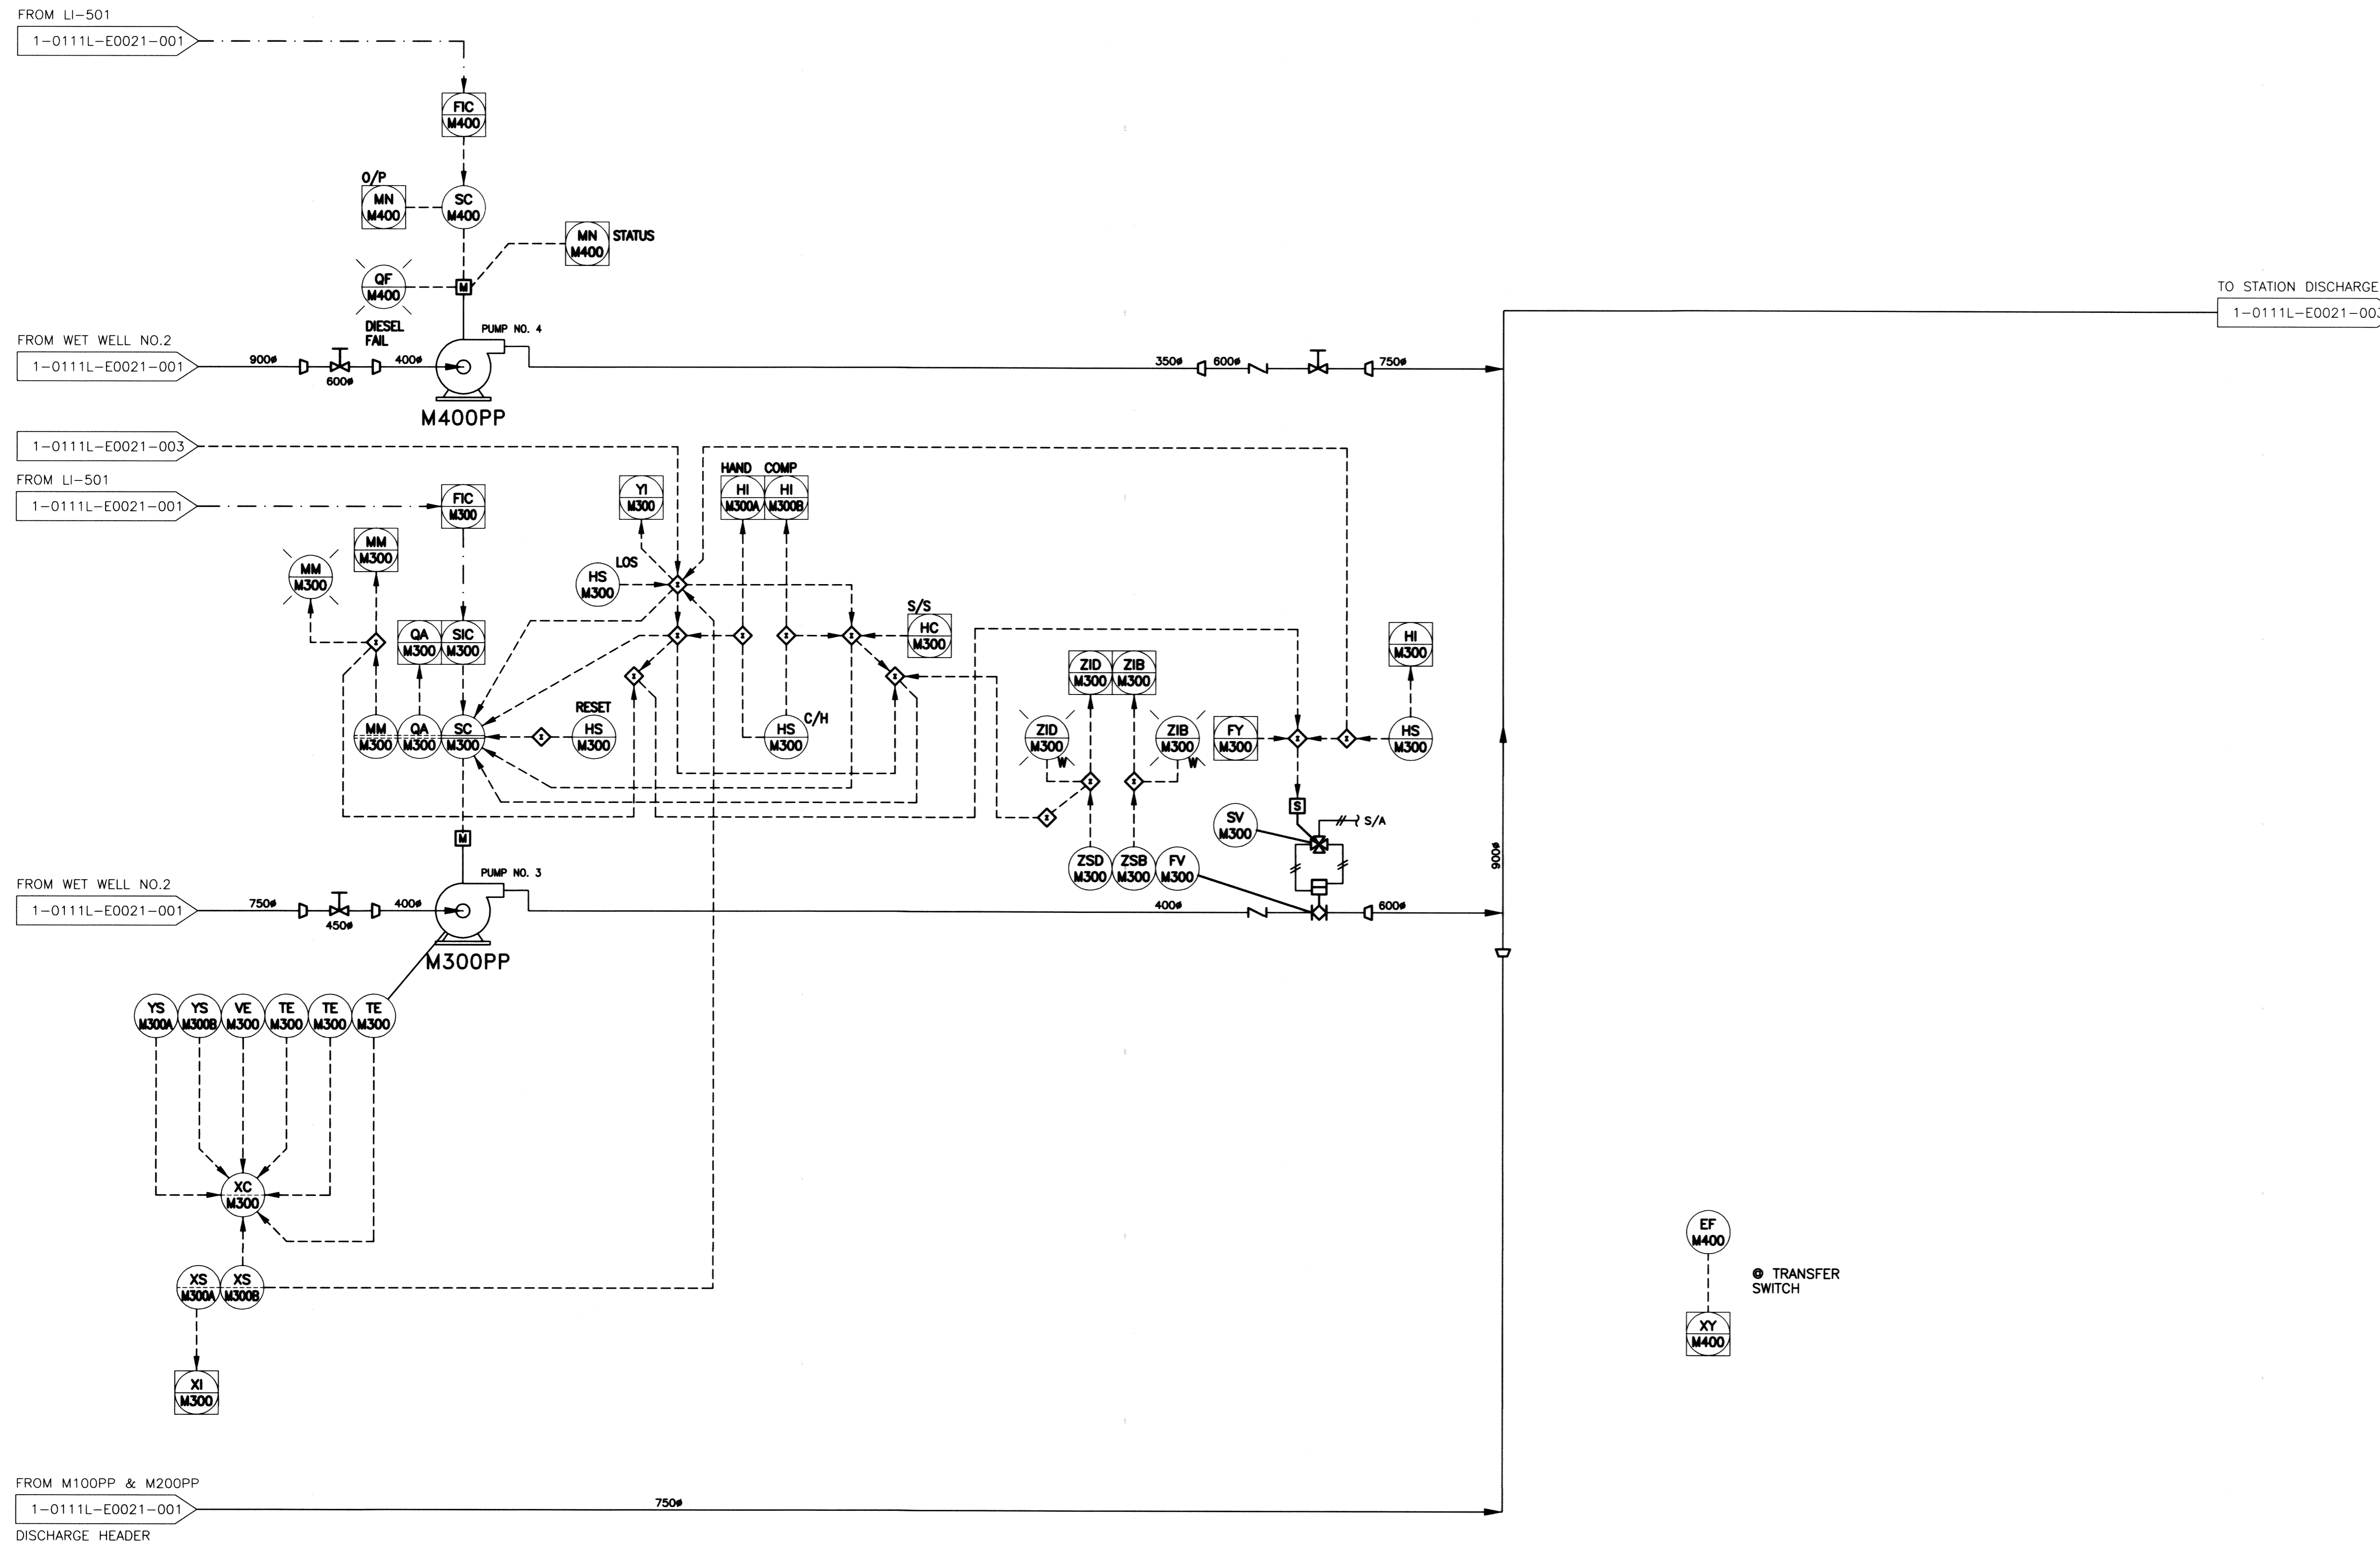 FROM LI-501
1-0111L-E0021-001
FIC
M400
O/P
MN
M400
SC
M400
MN
M400
STATUS
QF
M400
DIESEL
FAIL
PUMP NO. 4
TO STATION DISCHARGE
1-0111L-E0021-003
FROM WET WELL NO.2
1-0111L-E0021-001
900ø
600ø
400ø
350ø
600ø
750ø
M400PP
1-0111L-E0021-003
FROM LI-501
1-0111L-E0021-001
FIC
M300
YI
M300
HAND
COMP
HI
M300A
HI
M300B
MM
M300
MM
M300
LOS
HS
M300
S/S
HC
M300
QA
M300
SIC
M300
HI
M300
ZID
M300
ZIB
M300
RESET
MM
M300
QA
M300
SC
M300
HS
M300
HS
M300
C/H
ZID
M300
W
ZIB
M300
W
FY
M300
HS
M300
M
M
S
SV
M300
S/A
ZSD
M300
ZSB
M300
FV
M300
900ø
PUMP NO. 3
FROM WET WELL NO.2
1-0111L-E0021-001
750ø
450ø
400ø
400ø
600ø
M300PP
YS
M300A
YS
M300B
VE
M300
TE
M300
TE
M300
TE
M300
XC
M300
XS
M300A
XS
M300B
XI
M300
EF
M400
@ TRANSFER
SWITCH
XY
M400
FROM M100PP & M200PP
1-0111L-E0021-001
DISCHARGE HEADER
750ø